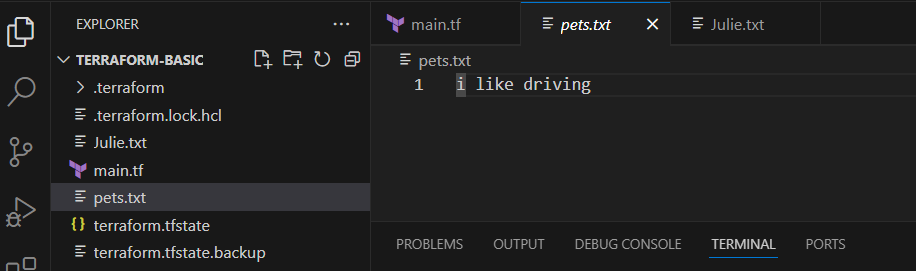 EXPLORER
...
TERRAFORM-BASIC
.terraform
.terraform.lock.hcl
Julie.txt
main.tf
pets.txt
{} terraform.tfstate
terraform.tfstate.backup
main.tf
pets.txt
Julie.txt
pets.txt
1 i like driving
PROBLEMS OUTPUT DEBUG CONSOLE TERMINAL PORTS